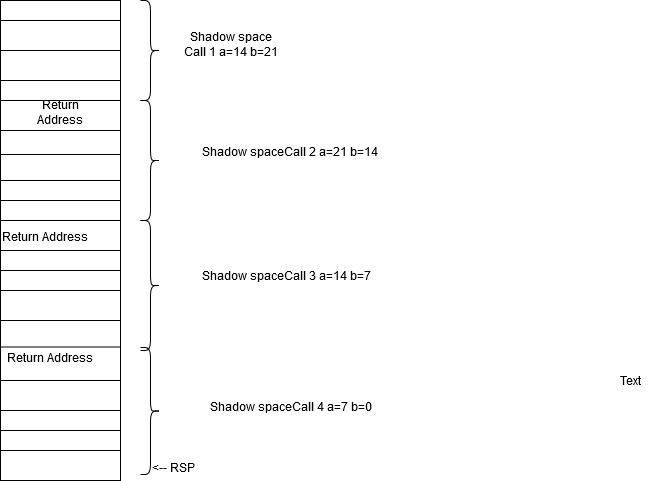 Shadow space
Call 1 a=14 b=21
Return
Address
Shadow spaceCall 2 a=21 b=14
Return Address
Shadow spaceCall 3 a=14 b=7
Return Address
Text
Shadow spaceCall 4 a=7 b=0
<-- RSP